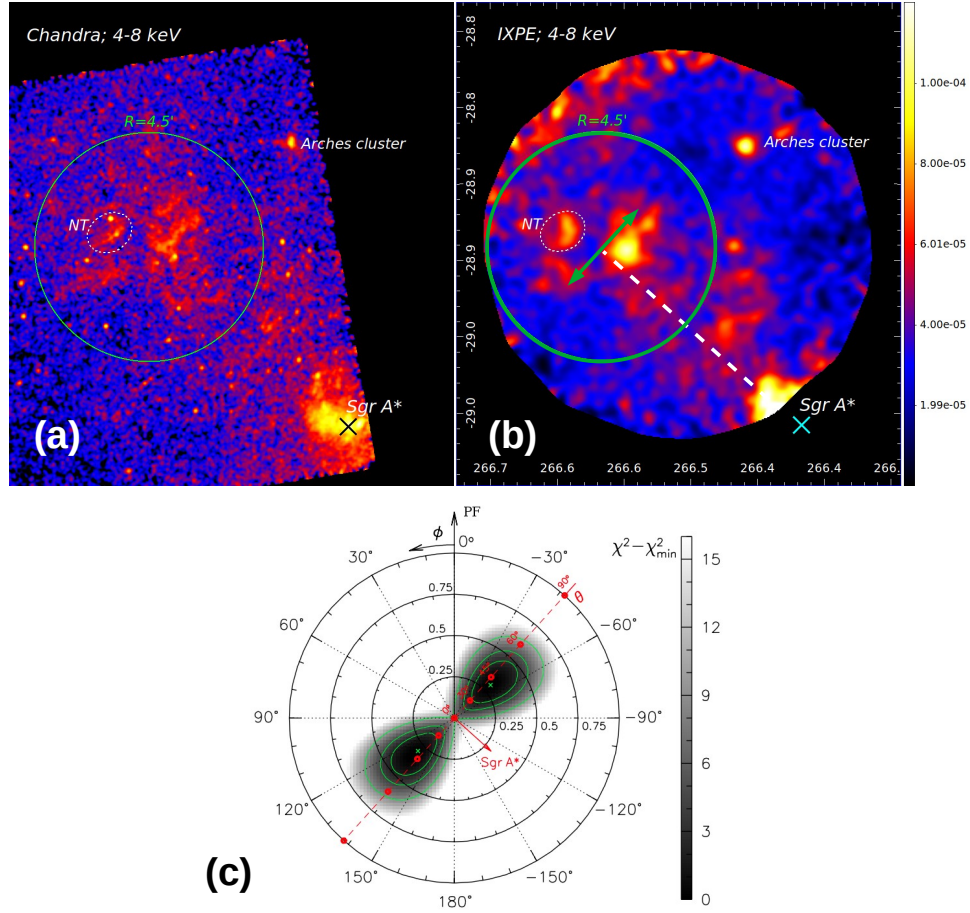 Chandra; 4-8 keV
R=4.5'
Arches cluster
NT
Sgr A*
(a)
IXPE; 4-8 keV
R=4.5'
Arches cluster
NT
Sgr A*
(b)
-28.8
-28.8
-28.9
-28.9
-29.0
-29.0
266.7
266.6
266.6
266.5
266.4
266.4
1.00e-04
8.00e-05
6.01e-05
4.00e-05
1.99e-05
PF
ϕ
0°
30°
60°
90°
120°
150°
180°
-30°
-60°
-90°
-120°
-150°
0.75
0.5
0.25
0.25 0.5 0.75
90°
θ
60°
0°
Sgr A*
χ²−χ²min
15
12
9
6
3
0
(c)